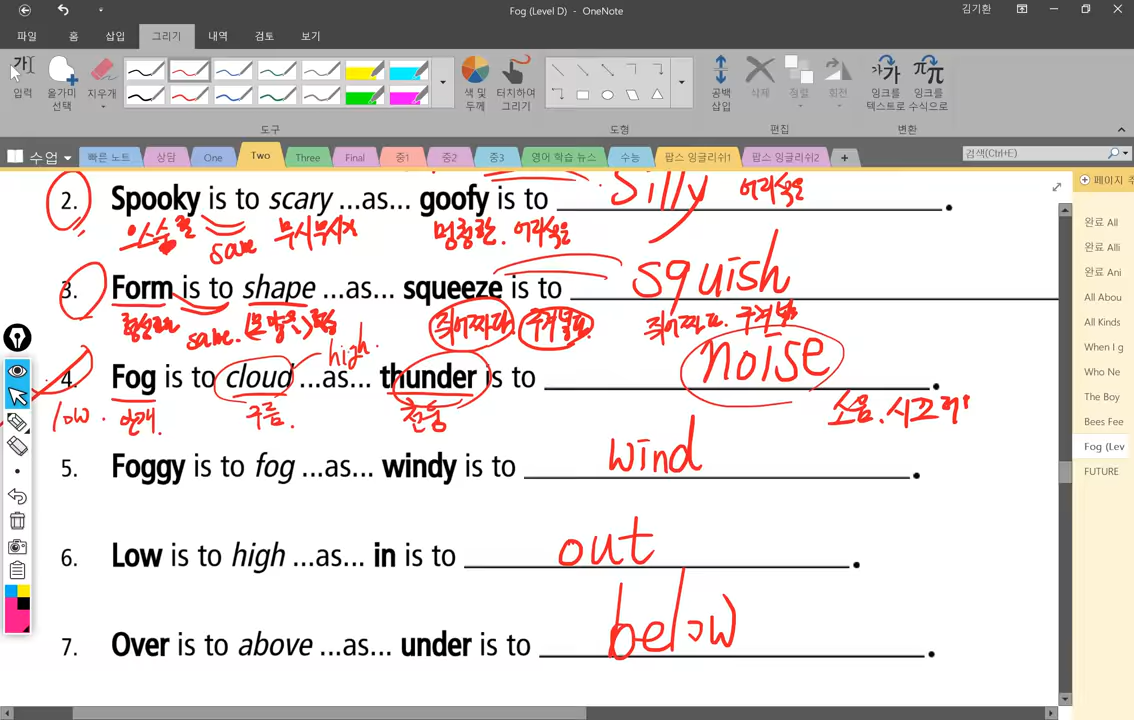 Fog (Level D) - OneNote
김기환
파일 홈 삽입 그리기 내역 검토 보기
입력
올가미 선택
지우개
색 및 두께
터치하여 그리기
공백 삽입
삭제
정렬
회전
잉크를 텍스트로
잉크를 수식으로
도구 도형 편집 변환
수업 빠른 노트 상담 One Two Three Final 중1 중2 중3 영어 학습 뉴스 수능 팝스 잉글리쉬1 팝스 잉글리쉬2 +
검색(Ctrl+E)
페이지 추
완료 All
완료 Alli
완료 Ani
All Abou
All Kinds
When I g
Who Ne
The Boy
Bees Fee
Fog (Lev
FUTURE
2. Spooky is to scary ...as... goofy is to silly 어리석은.
으스스한 same 무시무시 멍청한. 어리석은
3. Form is to shape ...as... squeeze is to squish
same. 쥐어짜다 구겨넣다 쥐어짜다. 구겨넣
high.
4. Fog is to cloud ...as... thunder is to noise.
low. 안개. 구름. 천둥 소음. 시끄러
5. Foggy is to fog ...as... windy is to wind.
6. Low is to high ...as... in is to out.
7. Over is to above ...as... under is to below.